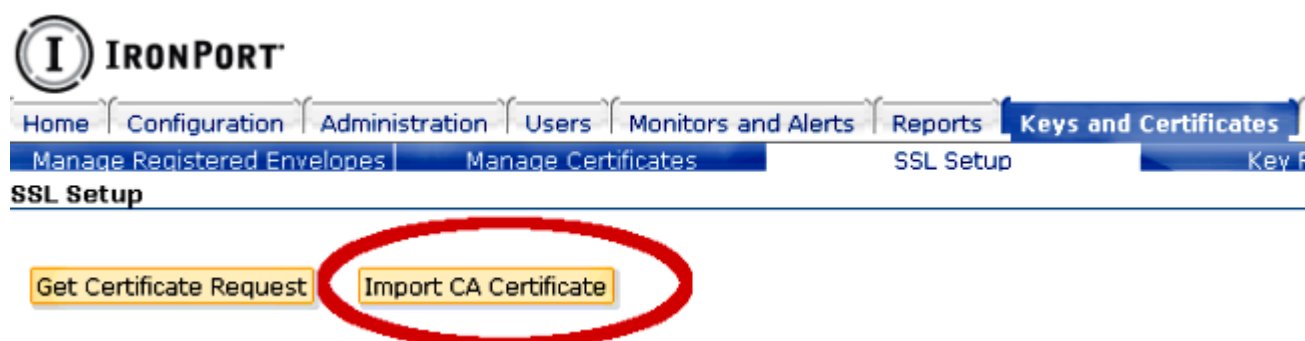 I IRONPORT
Home Configuration Administration Users Monitors and Alerts Reports Keys and Certificates
Manage Registered Envelopes Manage Certificates SSL Setup Key
SSL Setup
Get Certificate Request Import CA Certificate